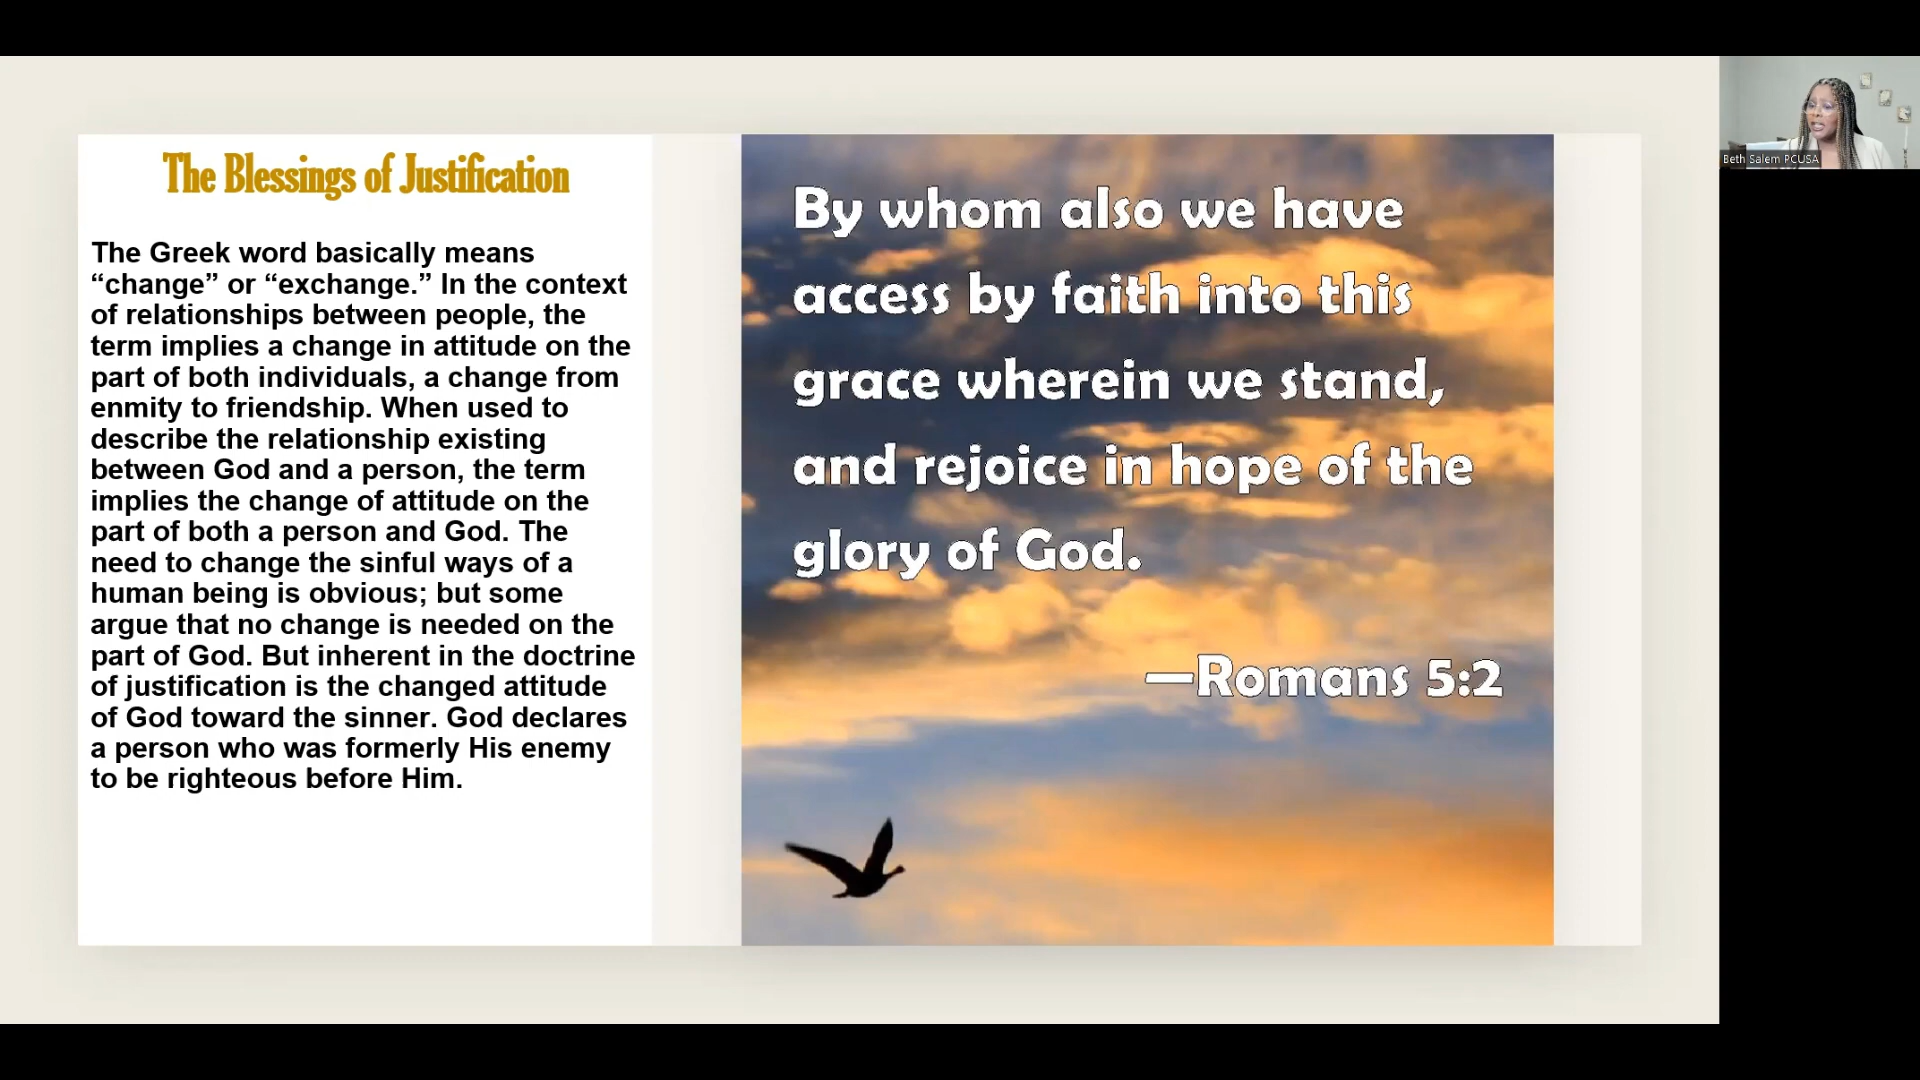 The Blessings of Justification
The Greek word basically means
“change” or “exchange.” In the context
of relationships between people, the
term implies a change in attitude on the
part of both individuals, a change from
enmity to friendship. When used to
describe the relationship existing
between God and a person, the term
implies the change of attitude on the
part of both a person and God. The
need to change the sinful ways of a
human being is obvious; but some
argue that no change is needed on the
part of God. But inherent in the doctrine
of justification is the changed attitude
of God toward the sinner. God declares
a person who was formerly His enemy
to be righteous before Him.
By whom also we have
access by faith into this
grace wherein we stand,
and rejoice in hope of the
glory of God.
—Romans 5:2
Beth Salem PCUSA